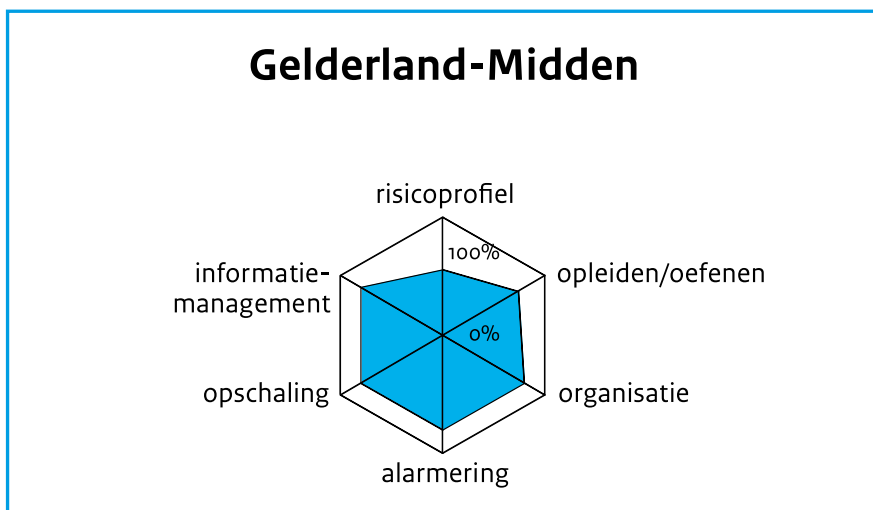 Gelderland-Midden
risicoprofiel
100%
informatie-
management
opleiden/oefenen
0%
opschaling
organisatie
alarmering